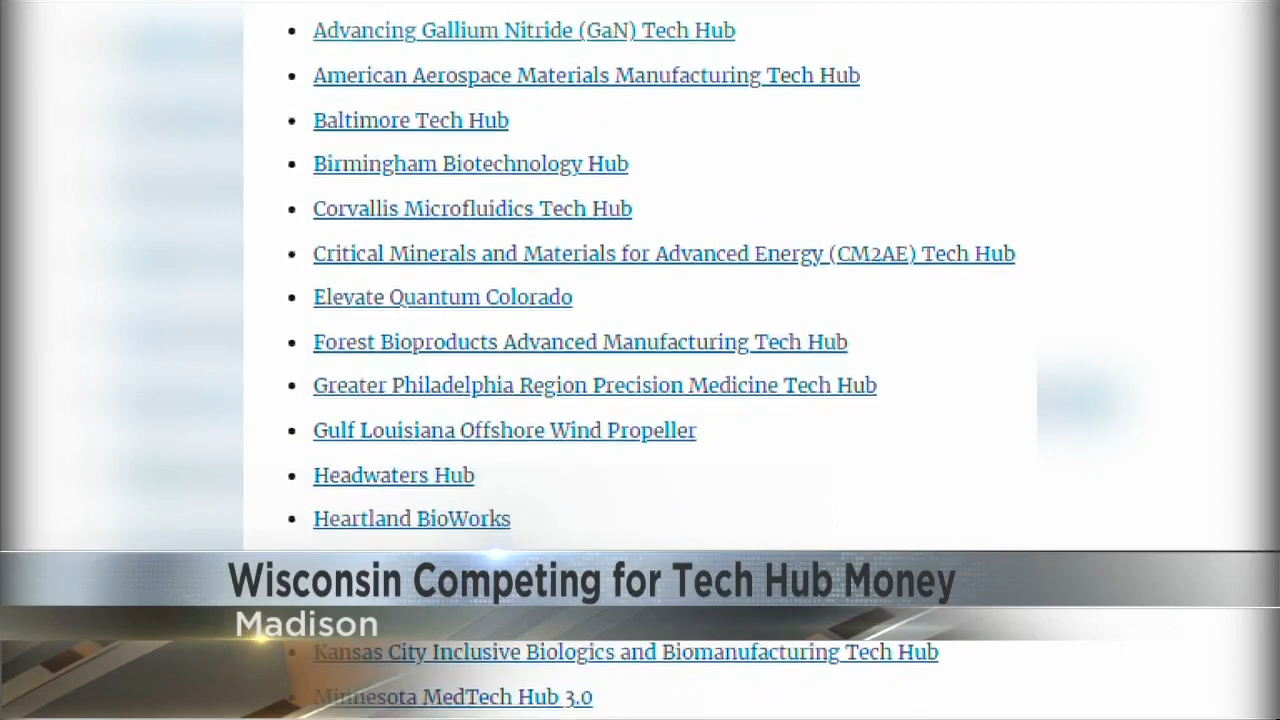 Advancing Gallium Nitride (GaN) Tech Hub
American Aerospace Materials Manufacturing Tech Hub
Baltimore Tech Hub
Birmingham Biotechnology Hub
Corvallis Microfluidics Tech Hub
Critical Minerals and Materials for Advanced Energy (CM2AE) Tech Hub
Elevate Quantum Colorado
Forest Bioproducts Advanced Manufacturing Tech Hub
Greater Philadelphia Region Precision Medicine Tech Hub
Gulf Louisiana Offshore Wind Propeller
Headwaters Hub
Heartland BioWorks
Wisconsin Competing for Tech Hub Money
Madison
Kansas City Inclusive Biologics and Biomanufacturing Tech Hub
Minnesota MedTech Hub 3.0